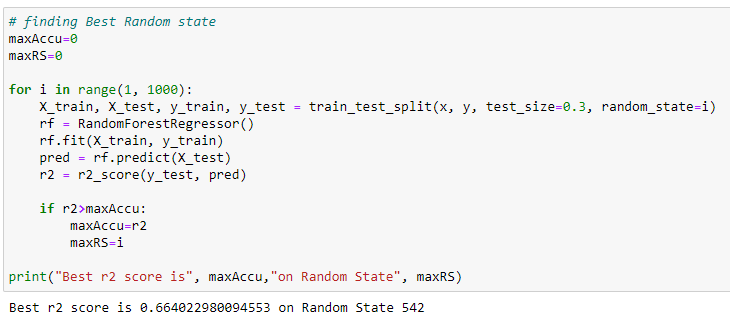 # finding Best Random state
maxAccu=0
maxRS=0
for i in range(1, 1000):
    X_train, X_test, y_train, y_test = train_test_split(x, y, test_size=0.3, random_state=i)
    rf = RandomForestRegressor()
    rf.fit(X_train, y_train)
    pred = rf.predict(X_test)
    r2 = r2_score(y_test, pred)
    if r2>maxAccu:
        maxAccu=r2
        maxRS=i
print("Best r2 score is", maxAccu,"on Random State", maxRS)
Best r2 score is 0.664022980094553 on Random State 542